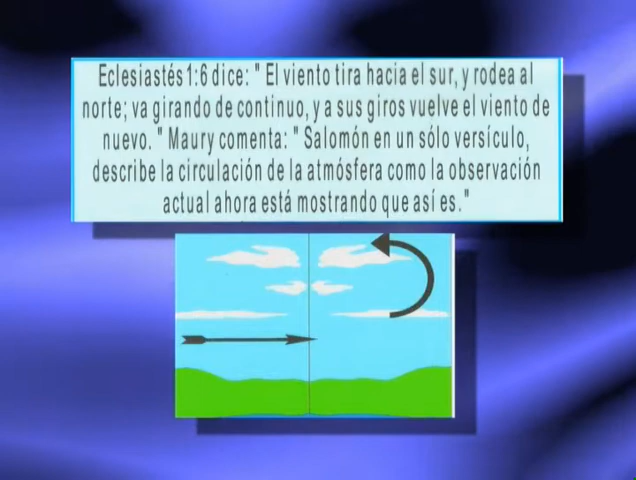 Eclesiastés 1:6 dice: " El viento tira hacia el sur, y rodea al
norte; va girando de continuo, y a sus giros vuelve el viento de
nuevo. " Maury comenta: " Salomón en un sólo versículo,
describe la circulación de la atmósfera como la observación
actual ahora está mostrando que así es."